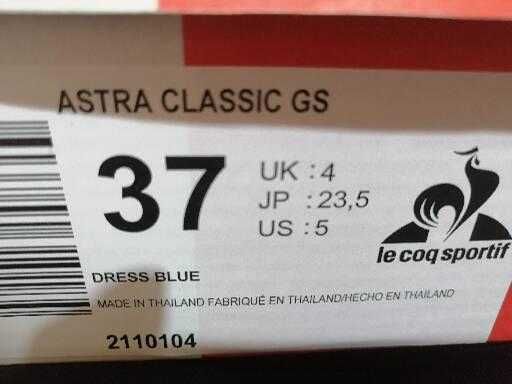 ASTRA CLASSIC GS
37
UK : 4
JP : 23,5
US : 5
le coq sportif
DRESS BLUE
MADE IN THAILAND FABRIQUÉ EN THAILAND/HECHO EN THAILAND
2110104